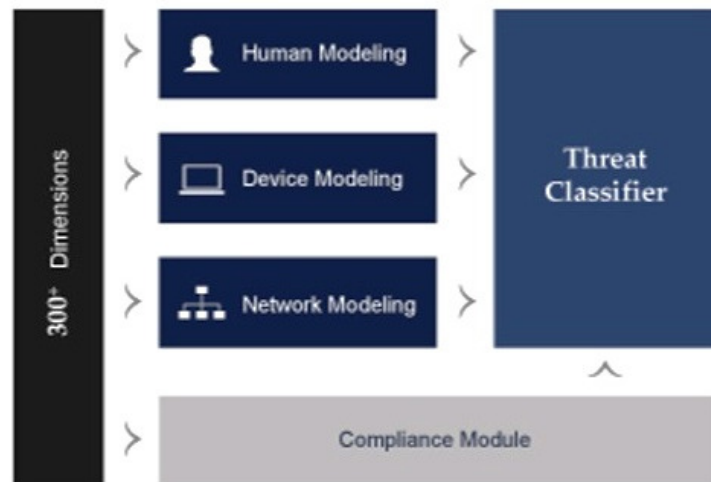 300+ Dimensions
Human Modeling
Device Modeling
Network Modeling
Threat
Classifier
Compliance Module